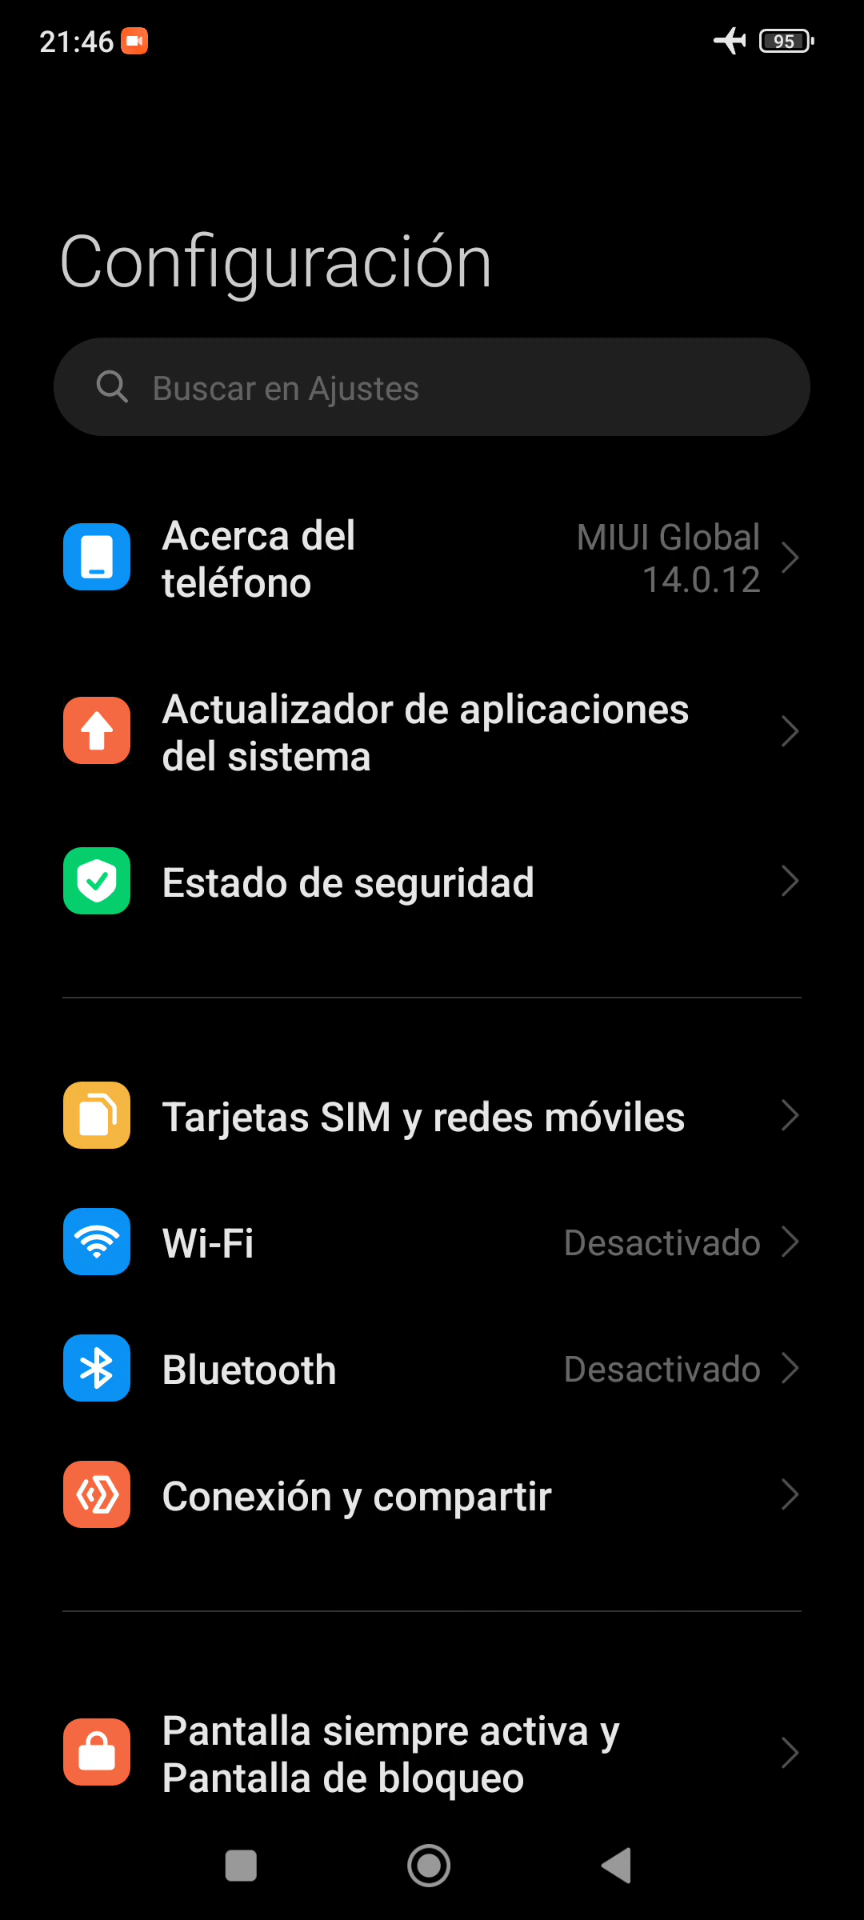 21:46
95
Configuración
Buscar en Ajustes
Acerca del
teléfono
MIUI Global
14.0.12
Actualizador de aplicaciones
del sistema
Estado de seguridad
Tarjetas SIM y redes móviles
Wi-Fi
Desactivado
Bluetooth
Desactivado
Conexión y compartir
Pantalla siempre activa y
Pantalla de bloqueo